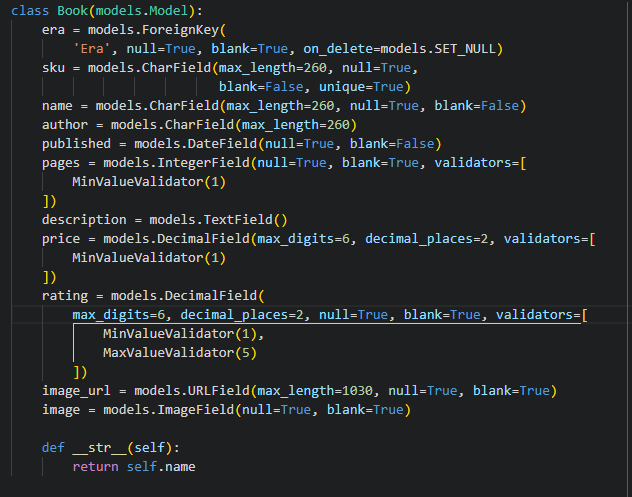 class Book(models.Model):
    era = models.ForeignKey(
        'Era', null=True, blank=True, on_delete=models.SET_NULL)
    sku = models.CharField(max_length=260, null=True,
                           blank=False, unique=True)
    name = models.CharField(max_length=260, null=True, blank=False)
    author = models.CharField(max_length=260)
    published = models.DateField(null=True, blank=False)
    pages = models.IntegerField(null=True, blank=True, validators=[
        MinValueValidator(1)
    ])
    description = models.TextField()
    price = models.DecimalField(max_digits=6, decimal_places=2, validators=[
        MinValueValidator(1)
    ])
    rating = models.DecimalField(
        max_digits=6, decimal_places=2, null=True, blank=True, validators=[
            MinValueValidator(1),
            MaxValueValidator(5)
        ])
    image_url = models.URLField(max_length=1030, null=True, blank=True)
    image = models.ImageField(null=True, blank=True)

    def __str__(self):
        return self.name